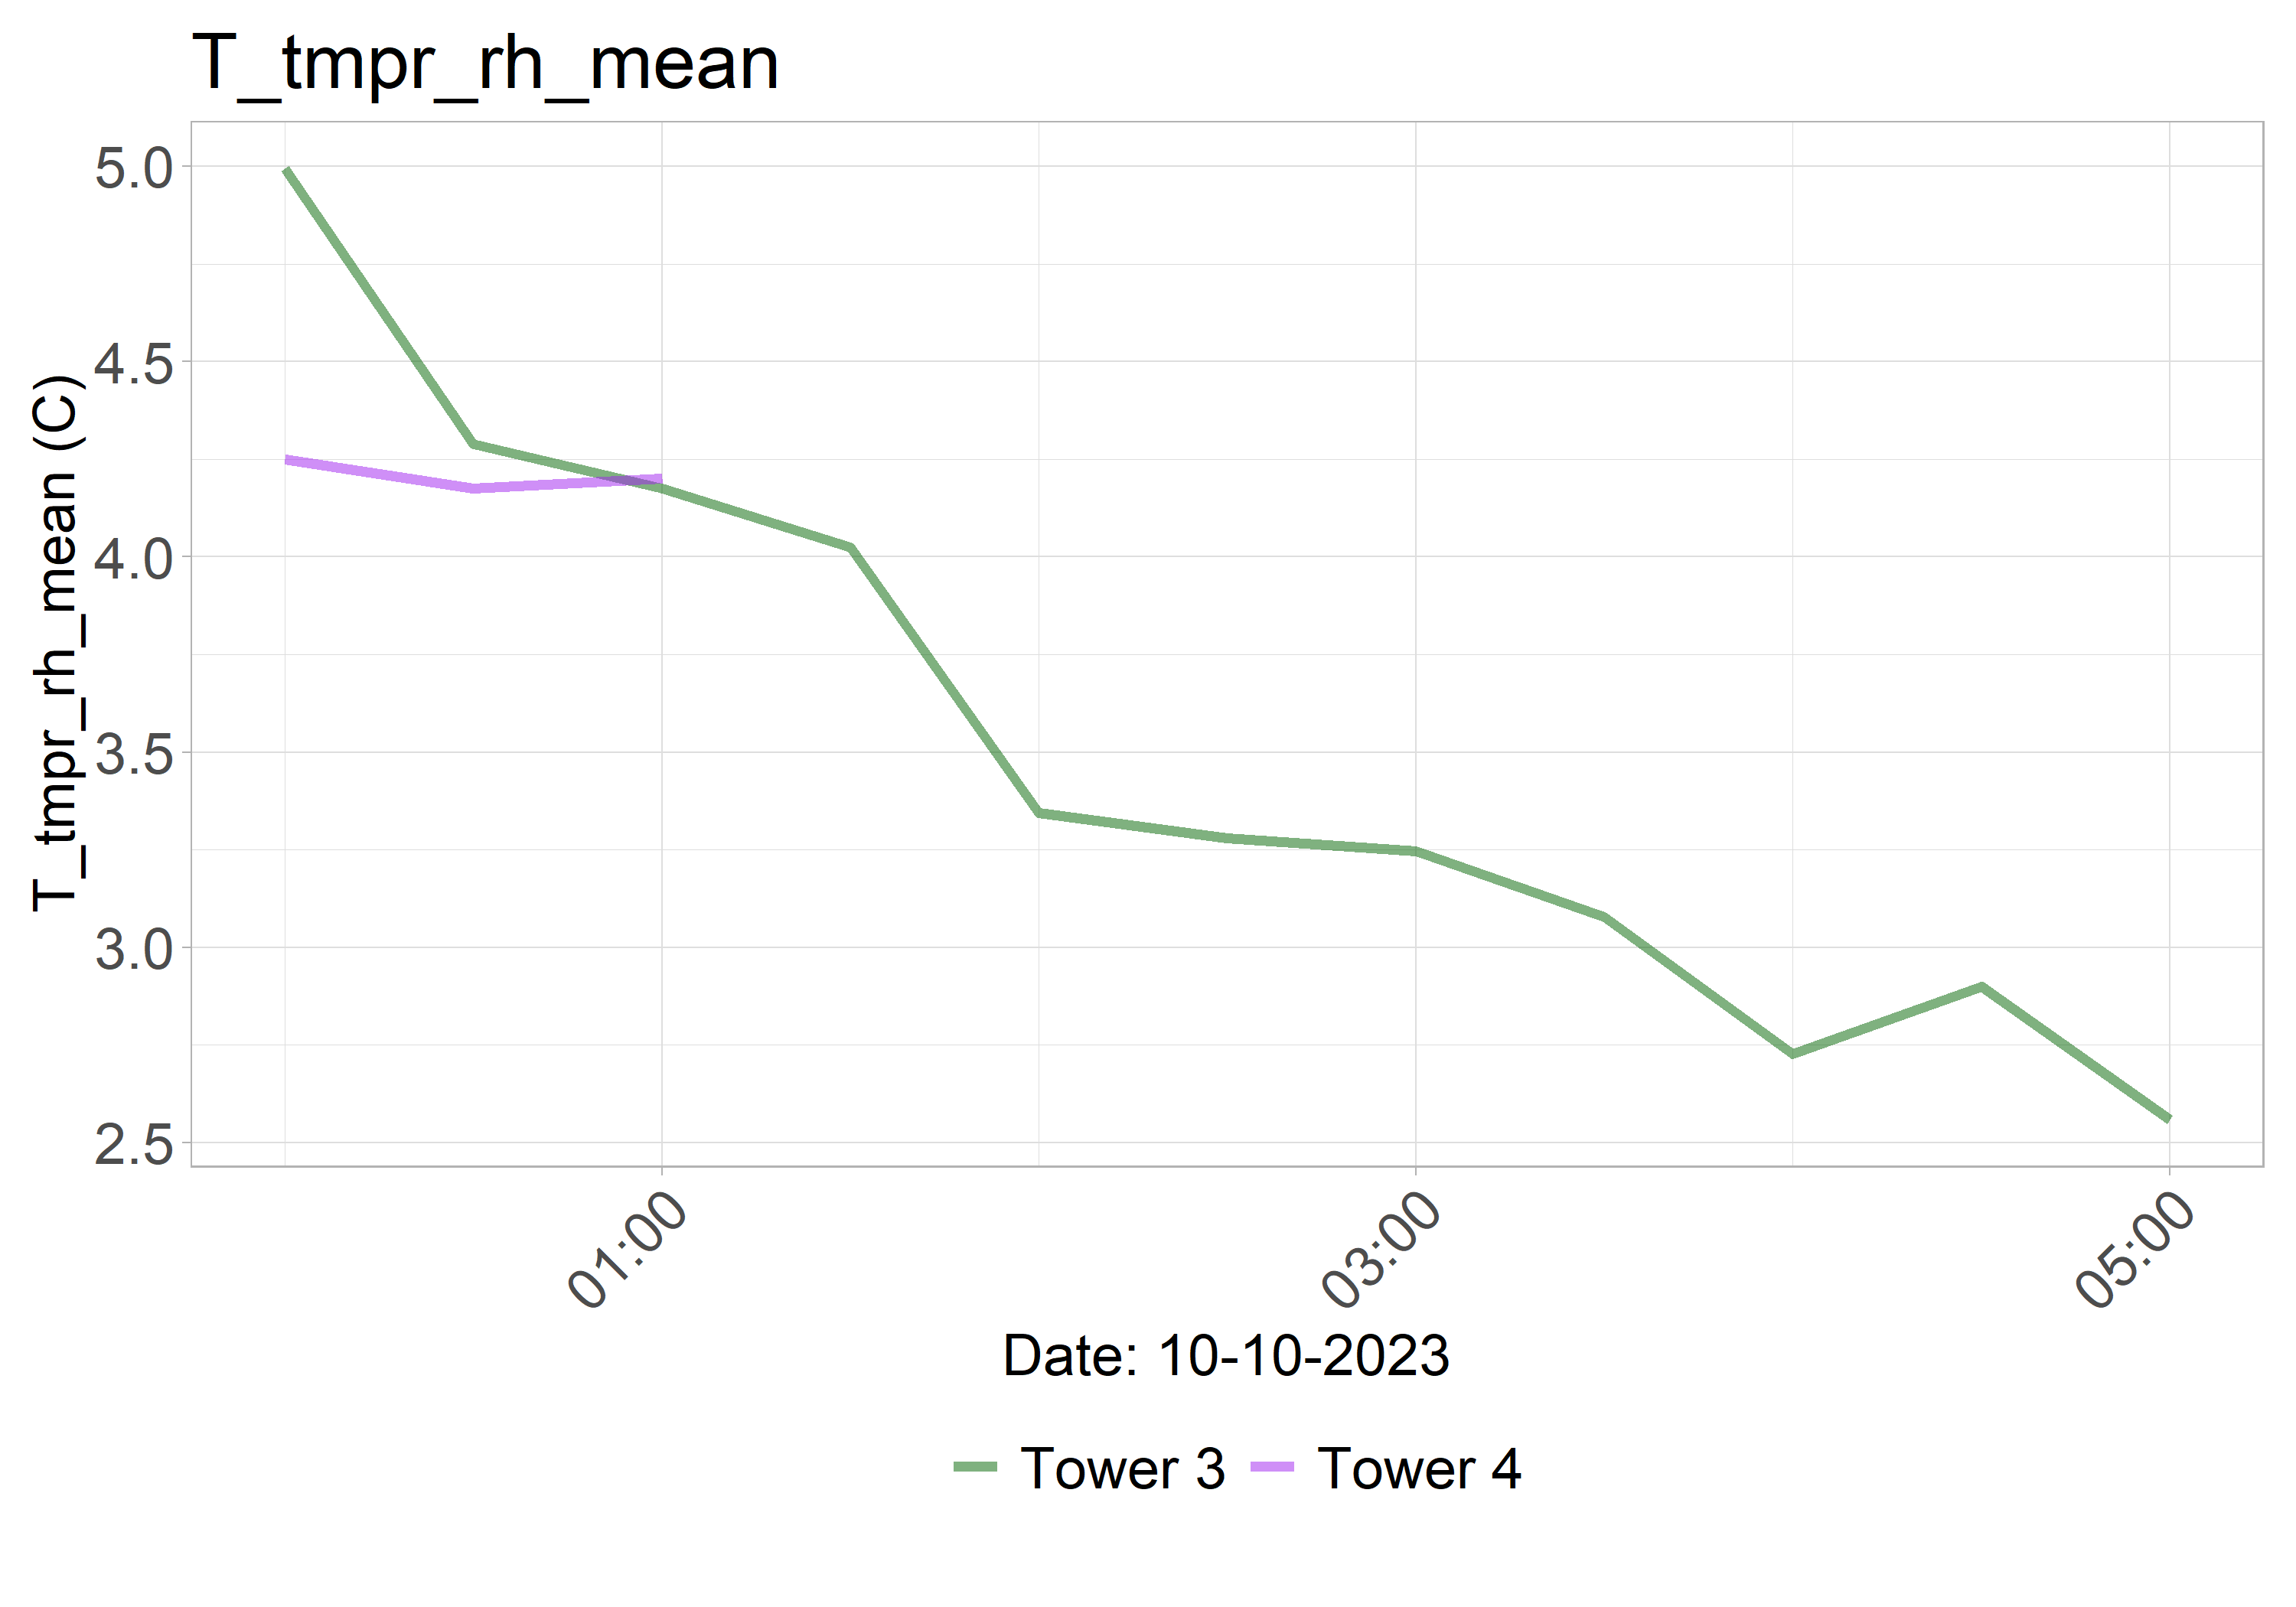 T_tmpr_rh_mean
T_tmpr_rh_mean (C)
5.0
4.5
4.0
3.5
3.0
2.5
01:00
03:00
05:00
Date: 10-10-2023
Tower 3
Tower 4